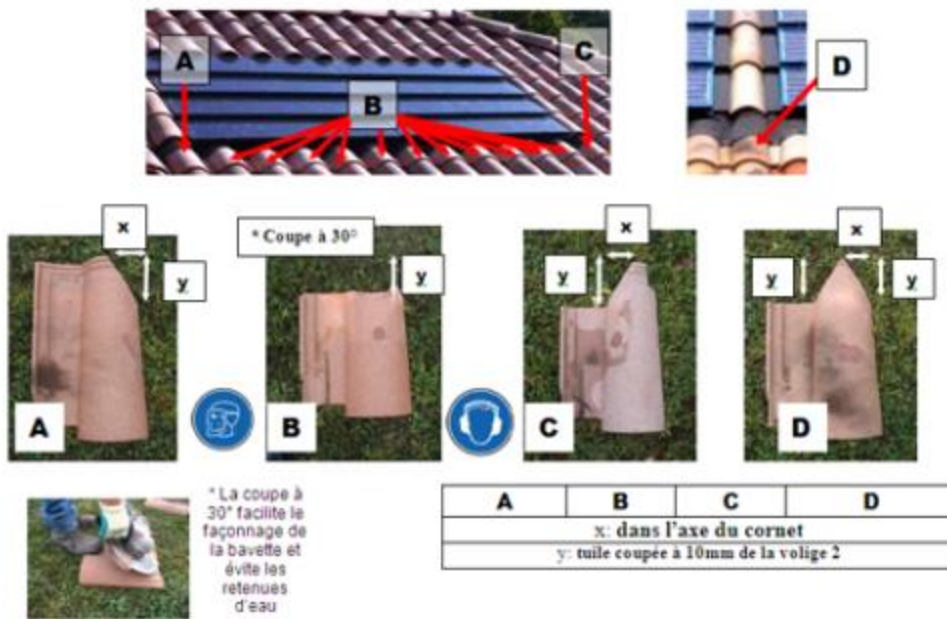 A
B
C
D
x
y
* Coupe à 30°
y
x
y
x
y
y
A
B
C
D
* La coupe à
30° facilite le
façonnage de
la bavette et
évite les
retenues
d'eau
A B C D
x: dans l'axe du cornet
y: tuile coupée à 10mm de la volige 2